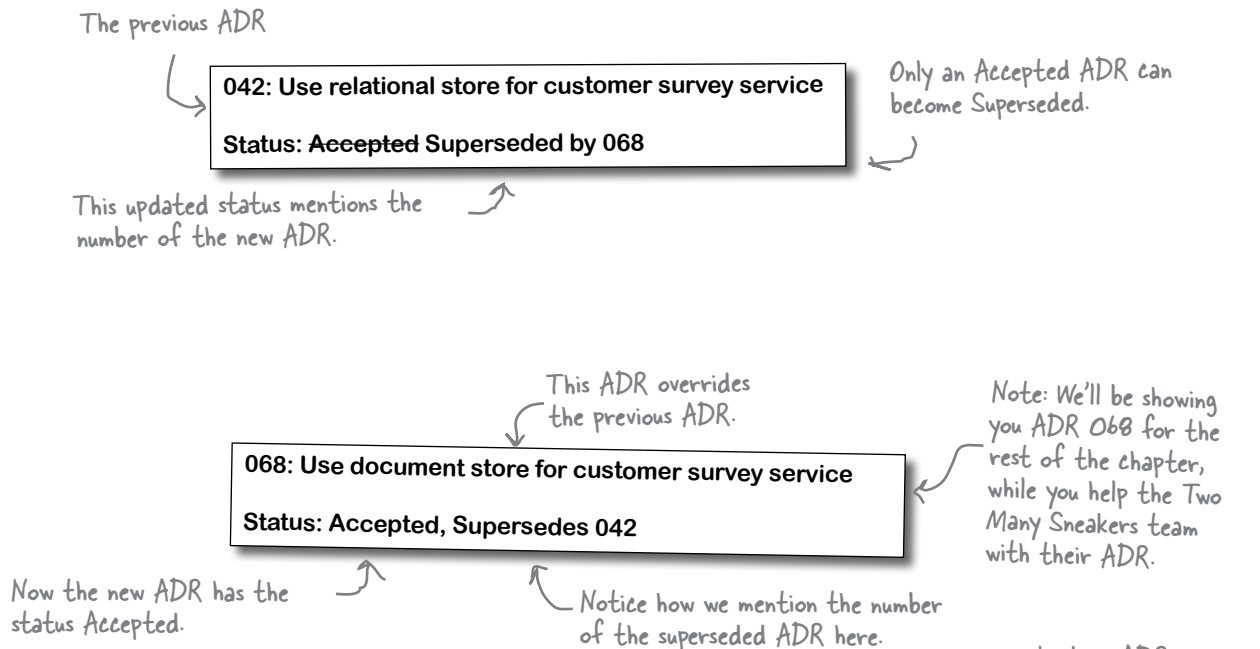 The previous ADR
042: Use relational store for customer survey service
Status: Accepted Superseded by 068
Only an Accepted ADR can
become Superseded.
This updated status mentions the
number of the new ADR.
This ADR overrides
the previous ADR.
068: Use document store for customer survey service
Status: Accepted, Supersedes 042
Note: We'll be showing
you ADR 068 for the
rest of the chapter,
while you help the Two
Many Sneakers team
with their ADR.
Now the new ADR has the
status Accepted.
Notice how we mention the number
of the superseded ADR here.